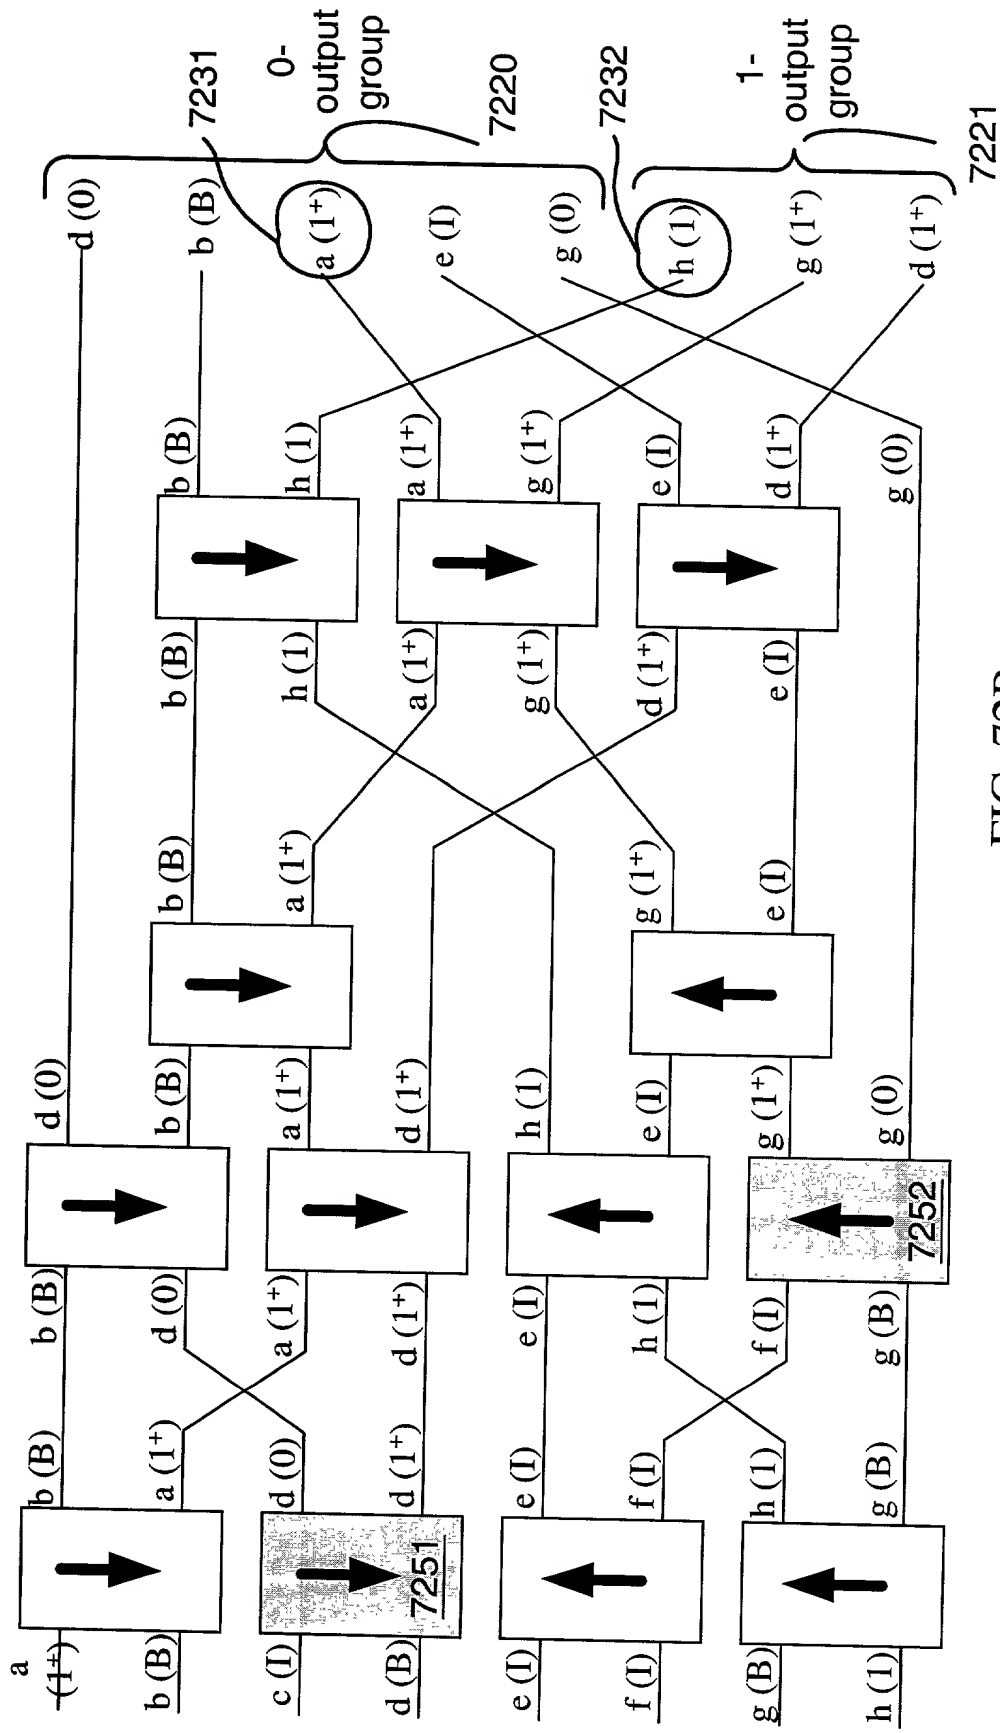 a
(1⁺)
b (B)
c (I)
d (B)
e (I)
f (I)
g (B)
h (1)
7251
b (B)
a (1⁺)
d (0)
d (1⁺)
e (I)
f (I)
h (1)
g (B)
b (B)
d (0)
a (1⁺)
d (1⁺)
e (I)
h (1)
f (I)
g (B)
7252
d (0)
b (B)
a (1⁺)
d (1⁺)
h (1)
e (I)
g (1⁺)
g (0)
b (B)
a (1⁺)
g (1⁺)
e (I)
b (B)
h (1)
a (1⁺)
g (1⁺)
d (1⁺)
e (I)
b (B)
h (1)
a (1⁺)
g (1⁺)
e (I)
d (1⁺)
g (0)
d (0)
b (B)
a (1⁺)
e (I)
g (0)
h (1)
g (1⁺)
d (1⁺)
7231
0-
output
group
7220
7232
1-
output
group
7221
FIG.